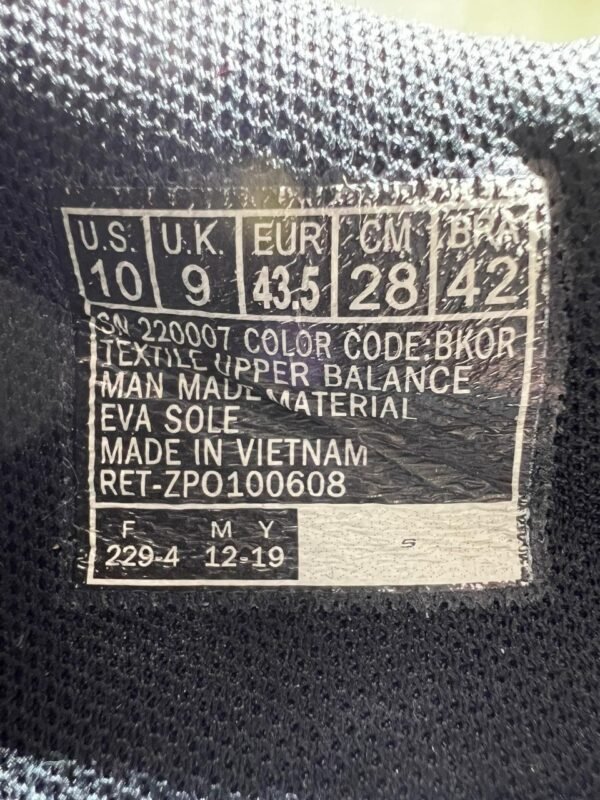 U.S. U.K. EUR CM BRA
10 9 43.5 28 42
SN 220007 COLOR CODE:BKOR
TEXTILE UPPER BALANCE
MAN MADE MATERIAL
EVA SOLE
MADE IN VIETNAM
RET-ZPO100608
F M Y
229-4 12-19
5